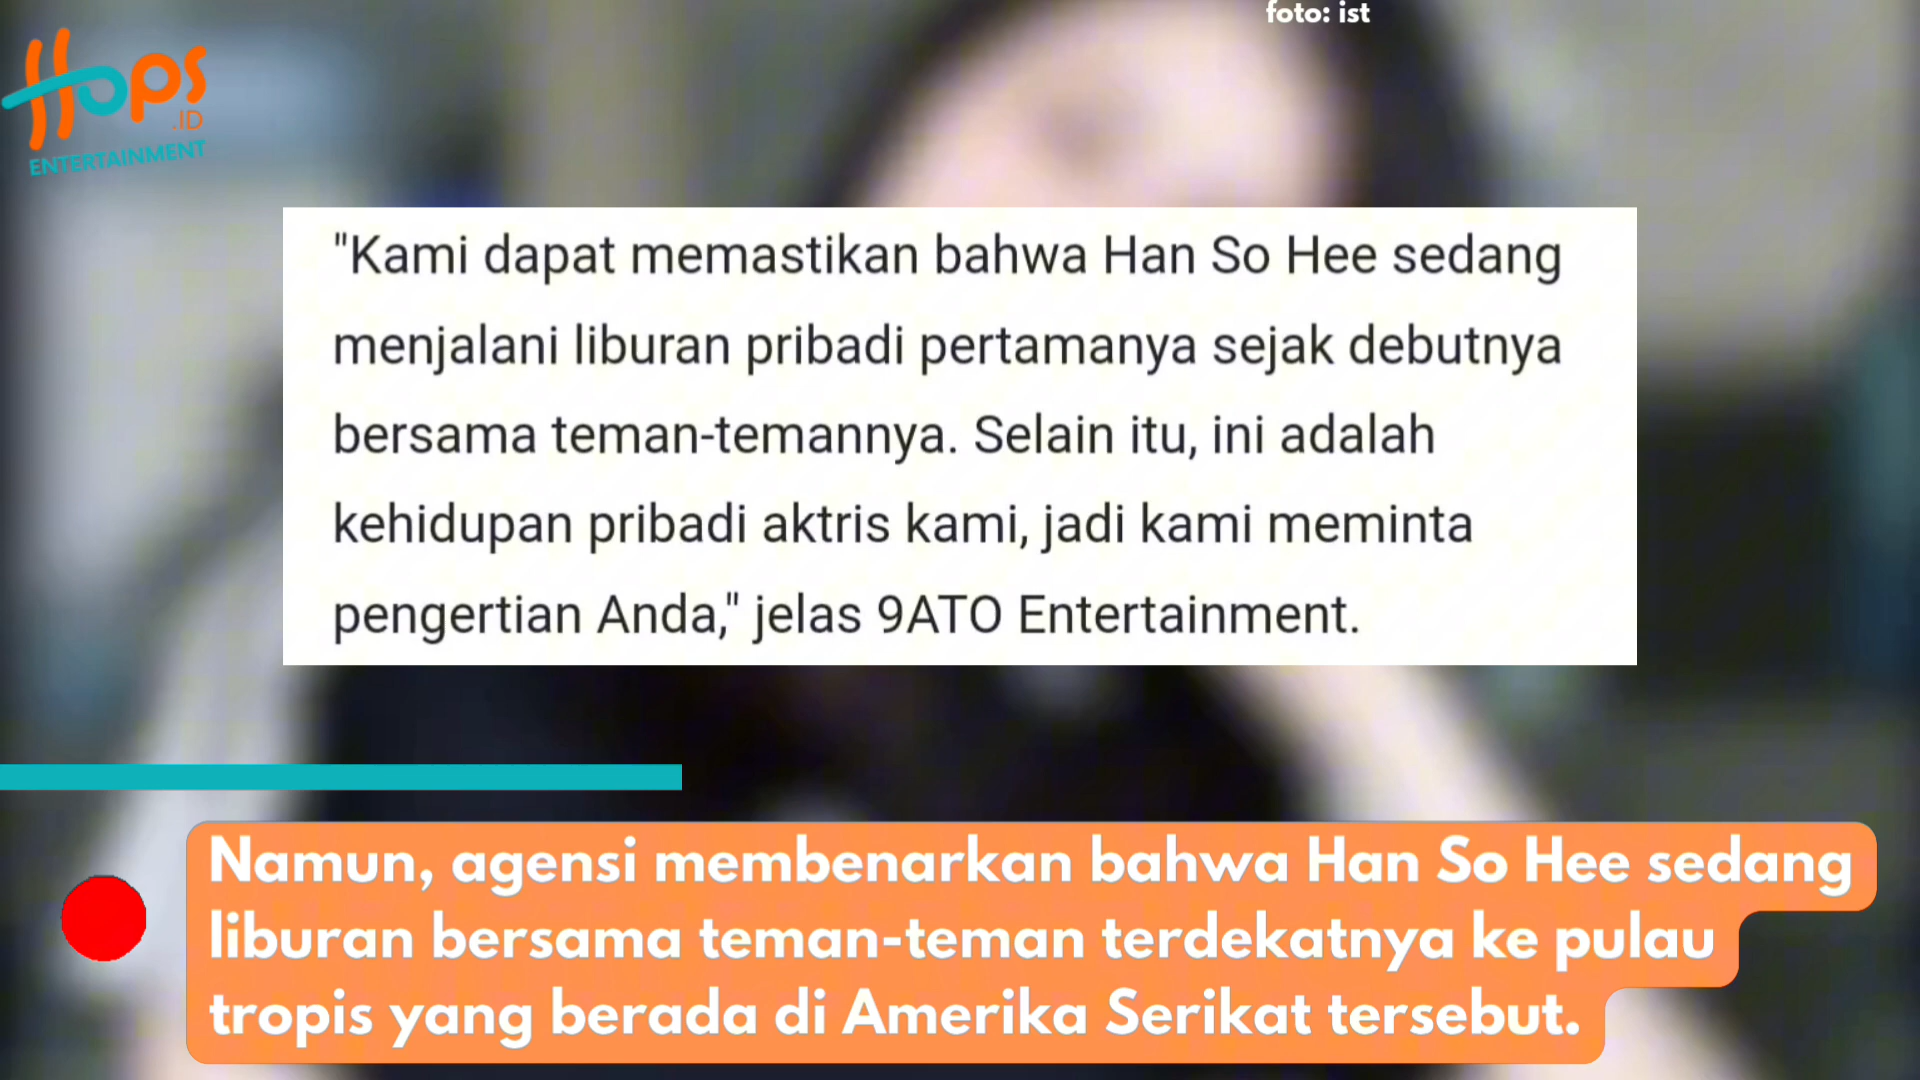 foto: ist
Hops
.ID
ENTERTAINMENT
"Kami dapat memastikan bahwa Han So Hee sedang
menjalani liburan pribadi pertamanya sejak debutnya
bersama teman-temannya. Selain itu, ini adalah
kehidupan pribadi aktris kami, jadi kami meminta
pengertian Anda," jelas 9ATO Entertainment.
Namun, agensi membenarkan bahwa Han So Hee sedang
liburan bersama teman-teman terdekatnya ke pulau
tropis yang berada di Amerika Serikat tersebut.